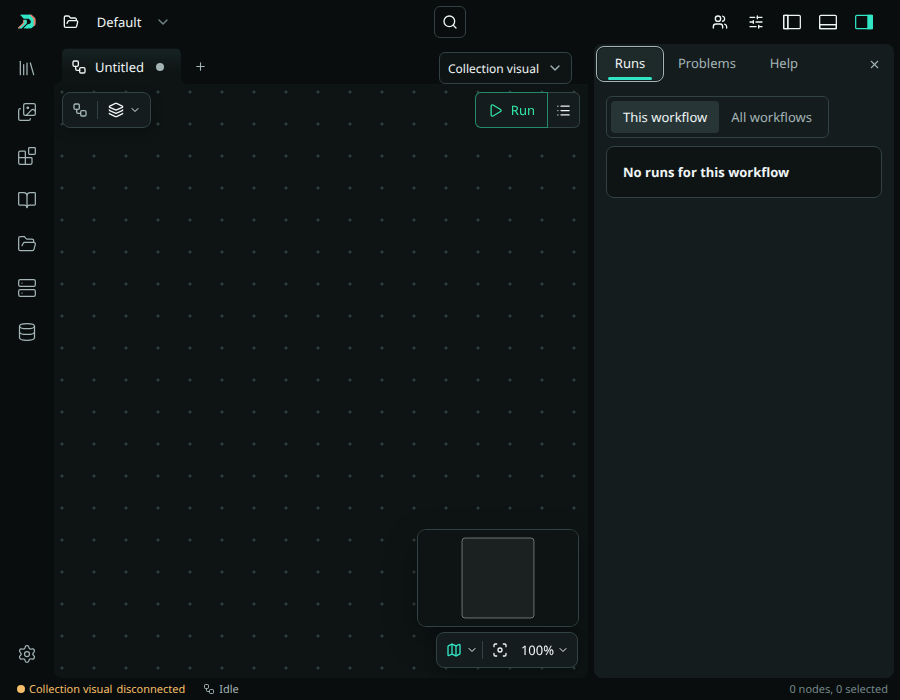 Default
Untitled
Collection visual
Run
Runs
Problems
Help
This workflow
All workflows
No runs for this workflow
100%
Collection visual disconnected
Idle
0 nodes, 0 selected